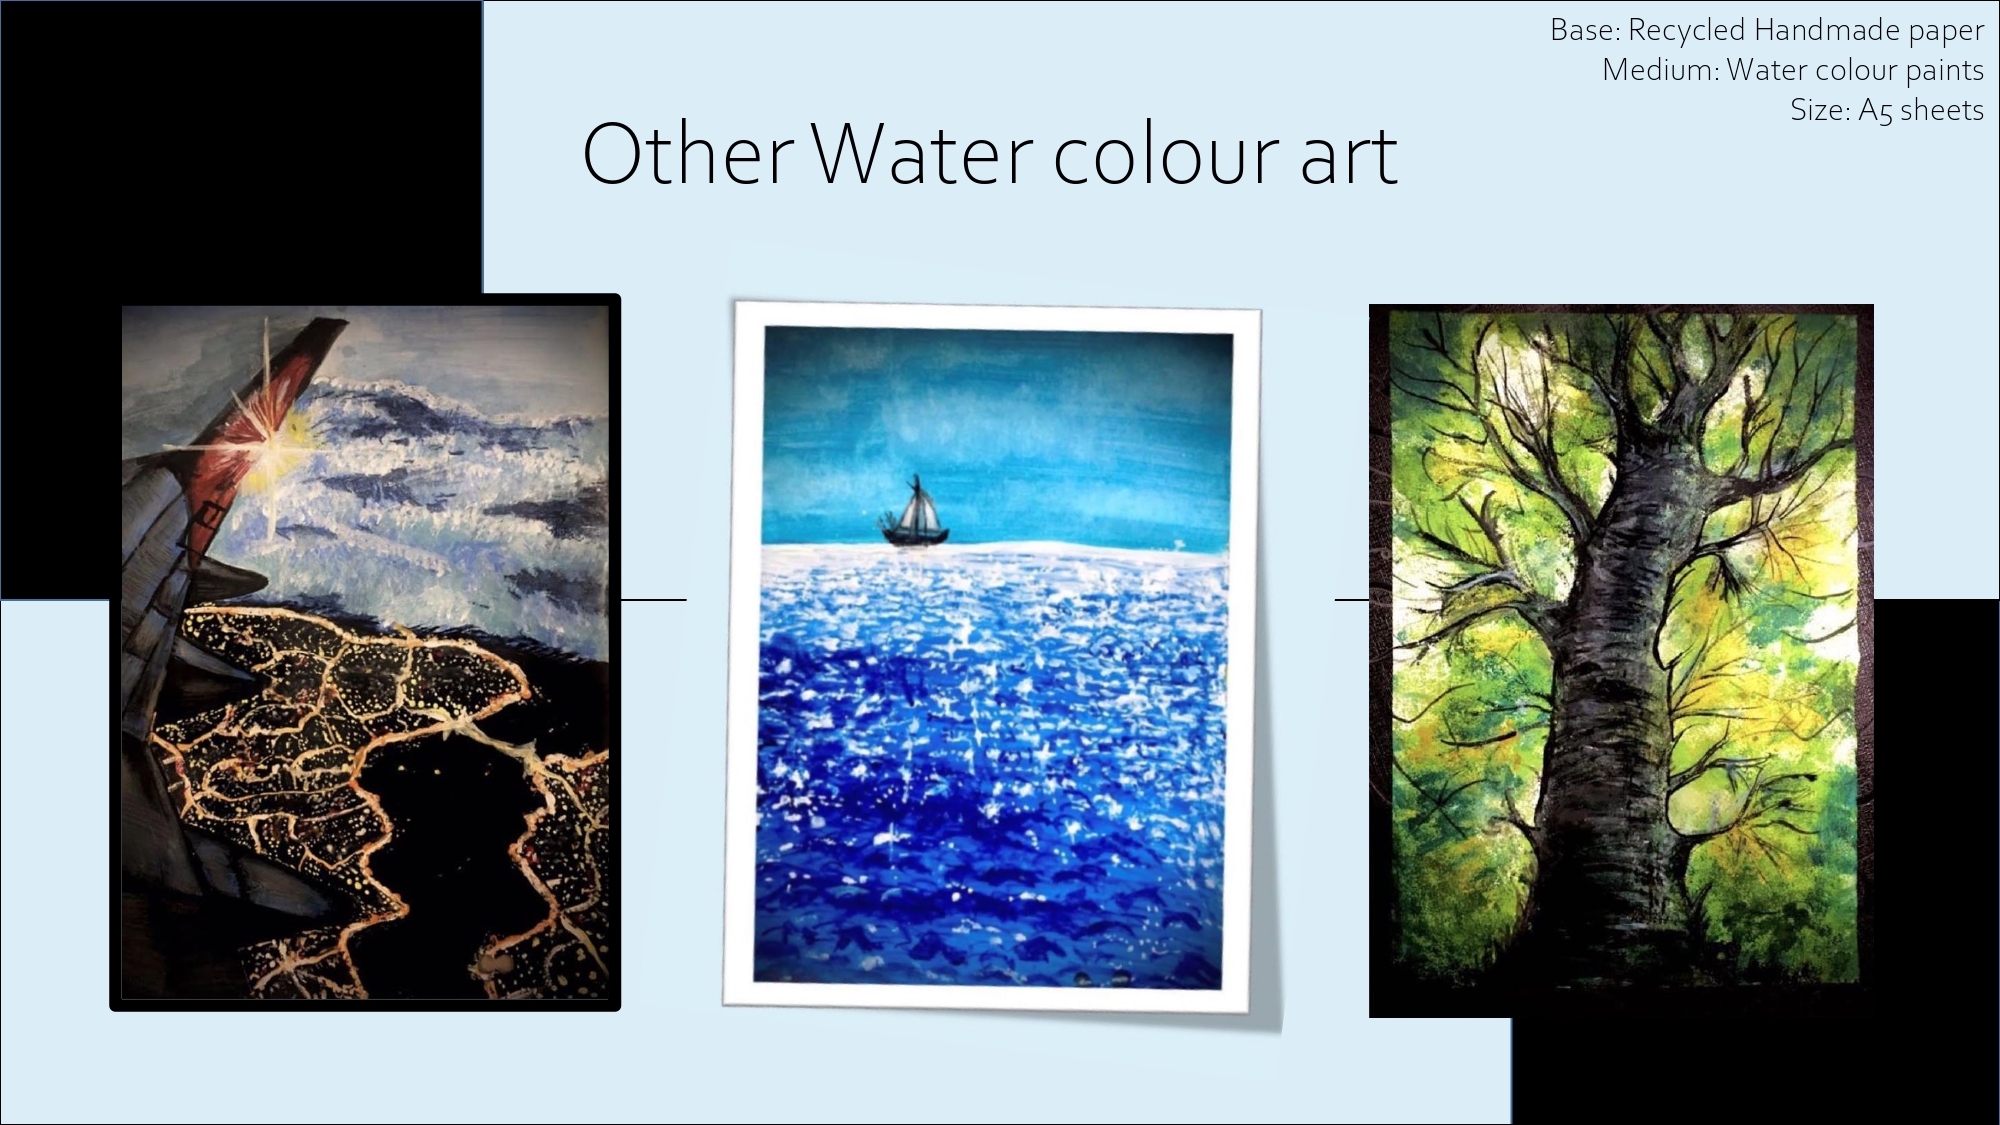 Base: Recycled Handmade paper
Medium: Water colour paints
Size: A5 sheets
Other Water colour art